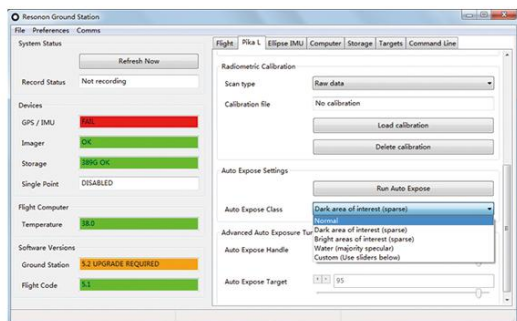 Resonon Ground Station
File Preferences Comms
System Status
Refresh Now
Record Status Not recording
Devices
GPS / IMU FAIL
Imager OK
Storage 389G OK
Single Point DISABLED
Flight Computer
Temperature 38.0
Software Versions
Ground Station 5.2 UPGRADE REQUIRED
Flight Code 5.1
Flight Pika L Ellipse IMU Computer Storage Targets Command Line
Radiometric Calibration
Scan type Raw data
Calibration file No calibration
Load calibration
Delete calibration
Auto Expose Settings
Run Auto Expose
Auto Expose Class Dark area of interest (sparse)
Normal
Dark area of interest (sparse)
Bright areas of interest (sparse)
Water (majority specular)
Custom (Use sliders below)
Advanced Auto Exposure Tur
Auto Expose Handle
Auto Expose Target 95